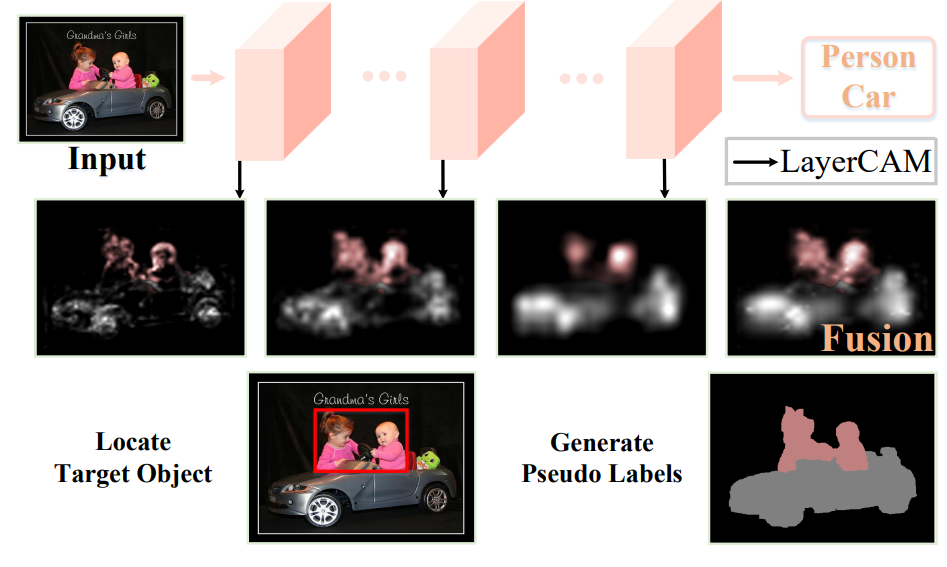 Grandma's Girls
Input
Person
Car
LayerCAM
Fusion
Locate
Target Object
Grandma's Girls
Generate
Pseudo Labels